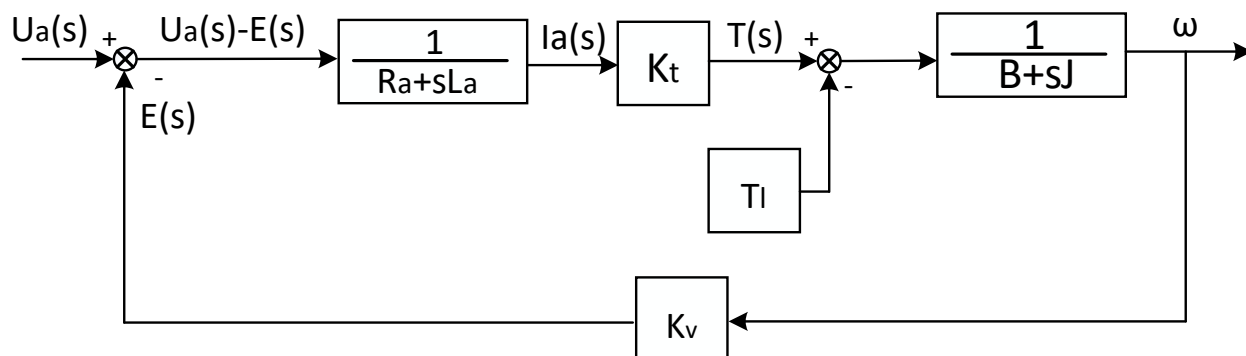 Ua(s)
+
-
Ua(s)-E(s)
1
Ra+sLa
Ia(s)
Kt
T(s)
+
-
1
B+sJ
ω
E(s)
Tl
Kv